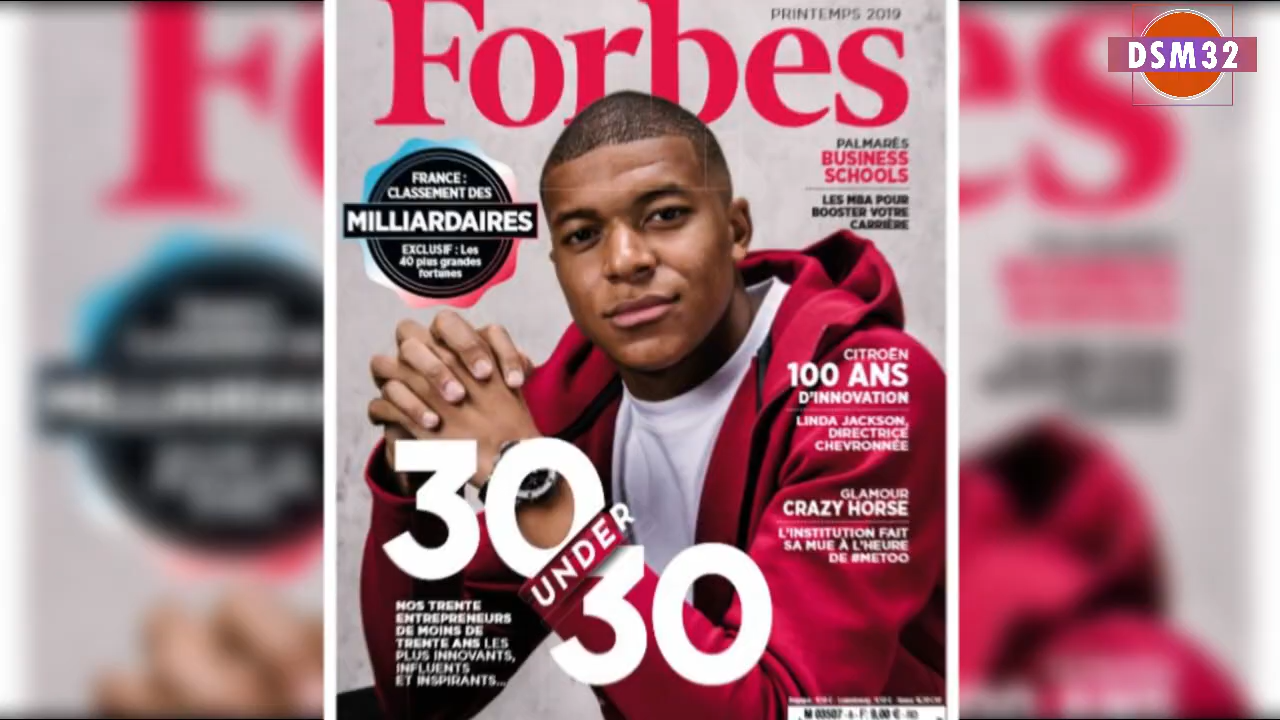 PRINTEMPS 2019
Forbes
DSM32
FRANCE :
CLASSEMENT DES
MILLIARDAIRES
EXCLUSIF : Les
40 plus grandes
fortunes
PALMARÈS
BUSINESS
SCHOOLS
LES MBA POUR
BOOSTER VOTRE
CARRIÈRE
CITROËN
100 ANS
D'INNOVATION
LINDA JACKSON,
DIRECTRICE
CHEVRONNÉE
GLAMOUR
CRAZY HORSE
L'INSTITUTION FAIT
SA MUE À L'HEURE
DE #METOO
30
UNDER
30
NOS TRENTE
ENTREPRENEURS
DE MOINS DE
TRENTE ANS LES
PLUS INNOVANTS,
INFLUENTS
ET INSPIRANTS...